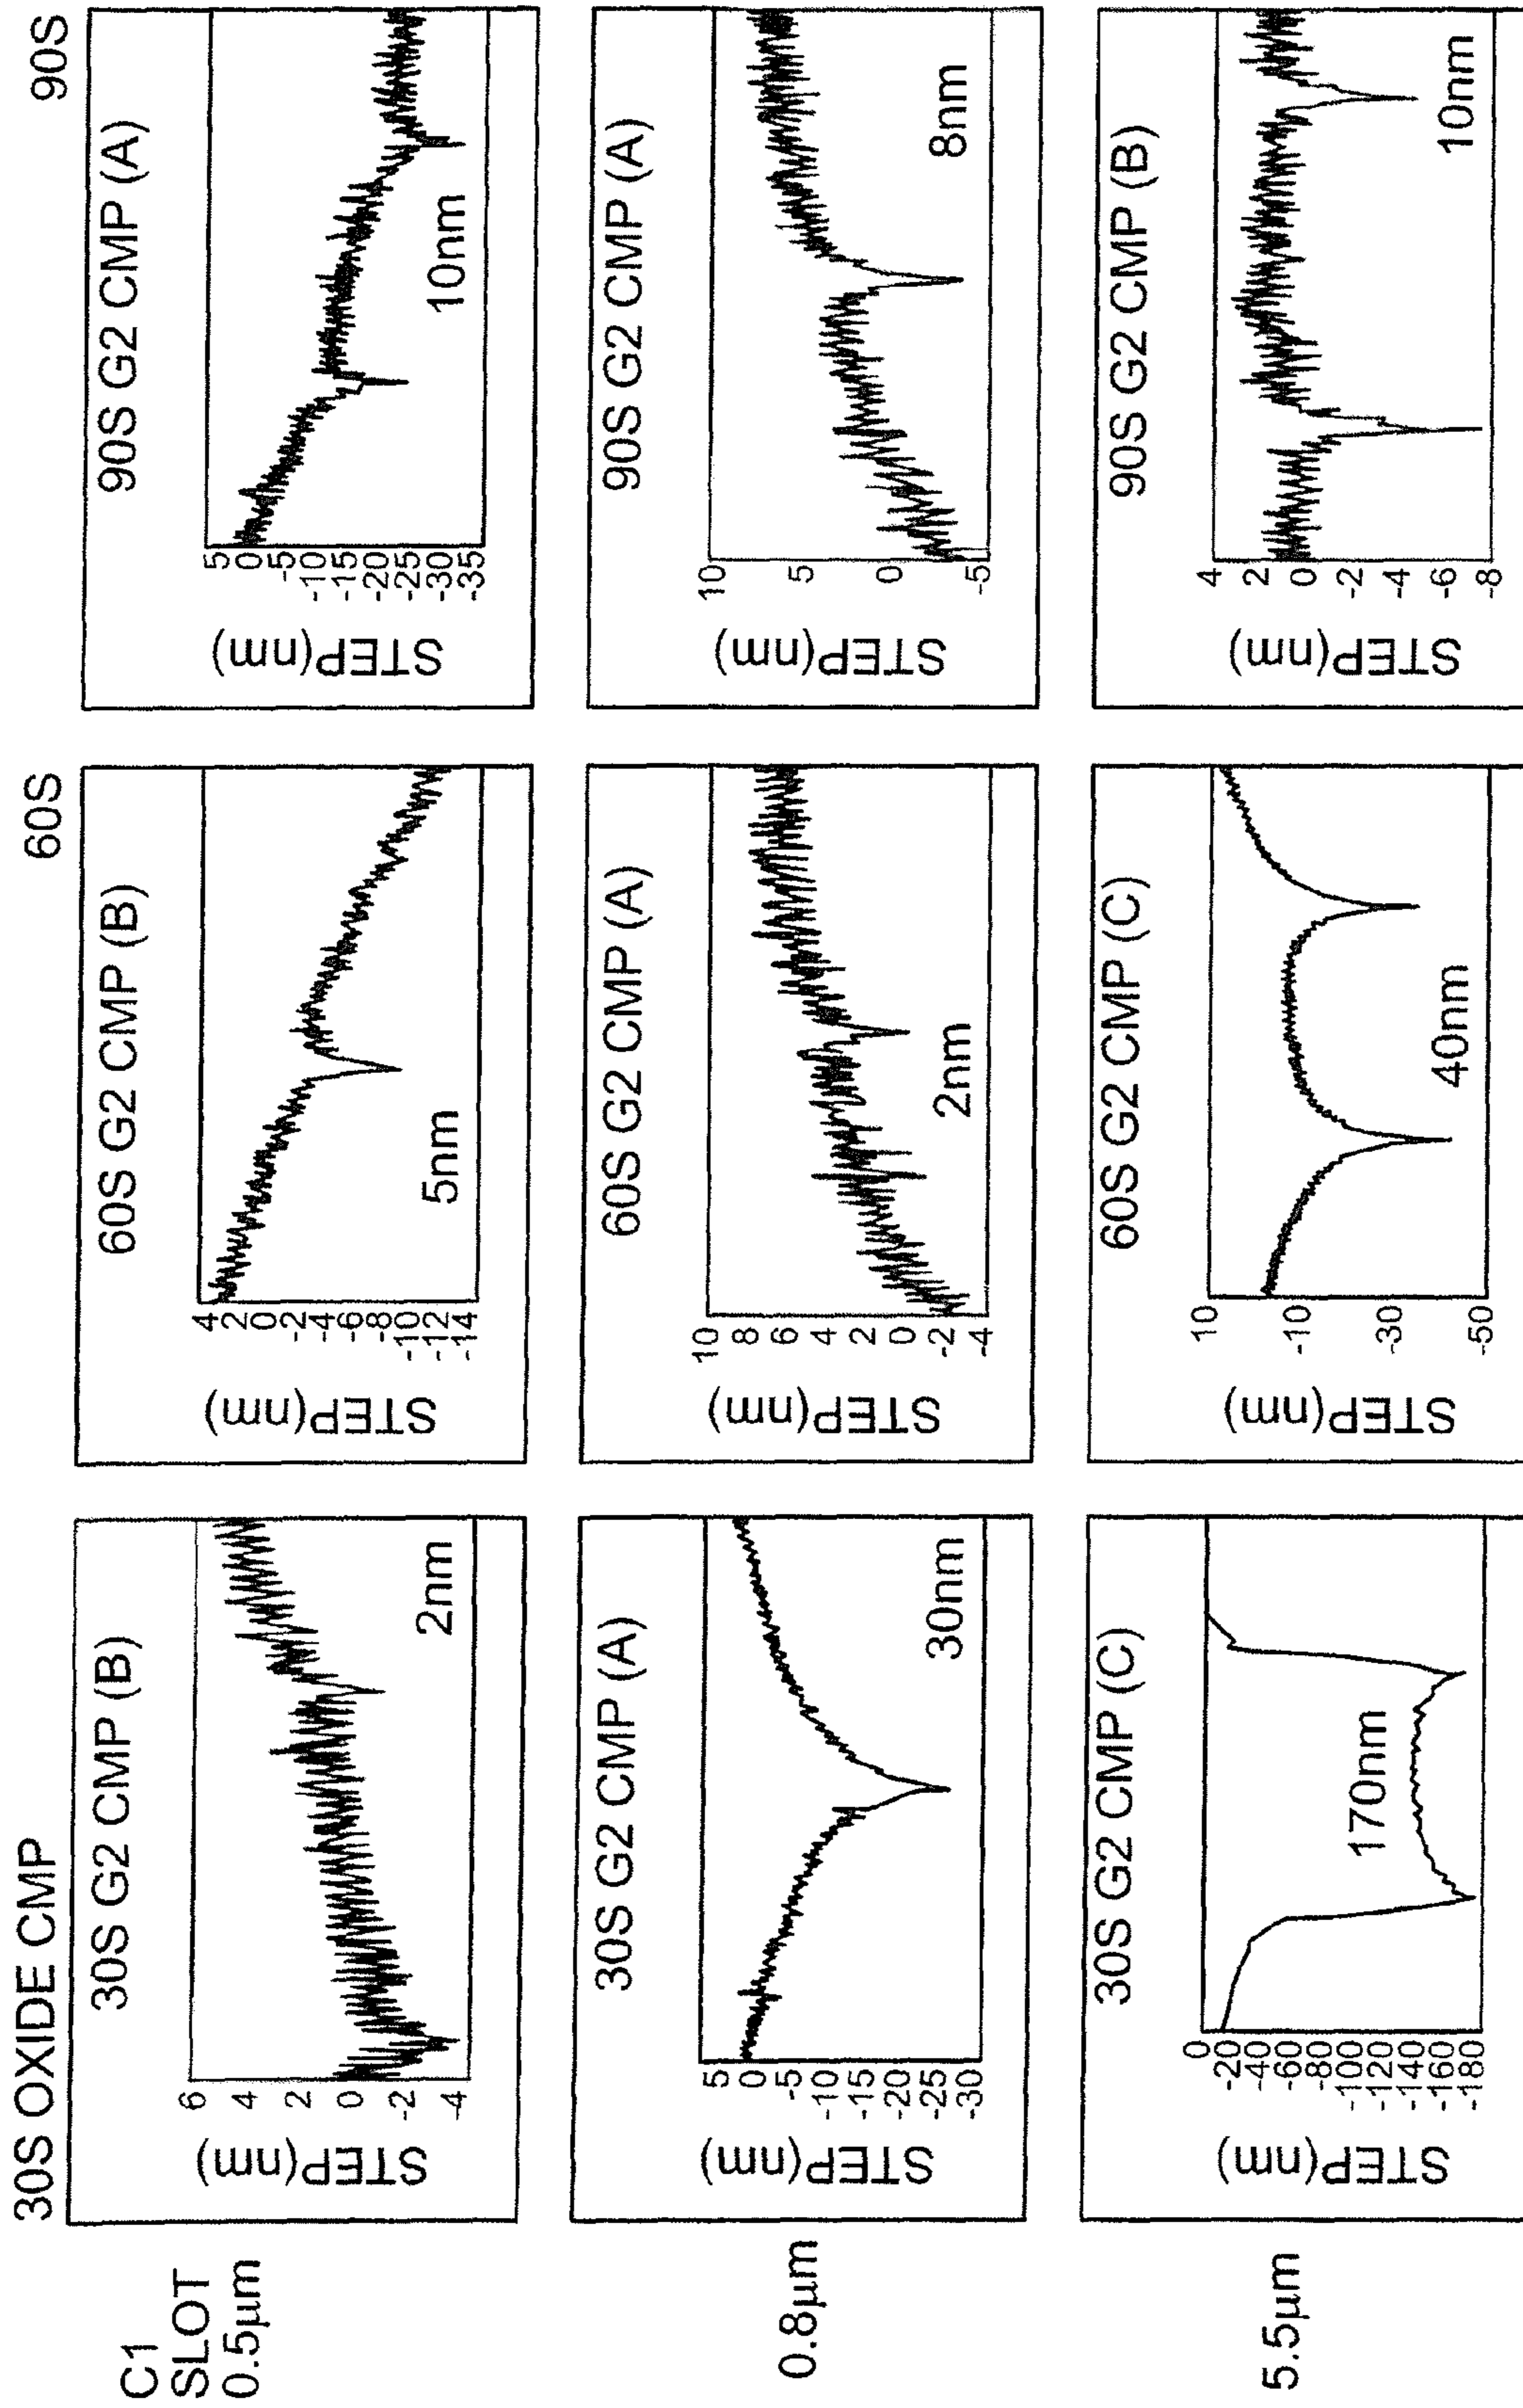 30S OXIDE CMP
60S
90S
C1
SLOT
0.5μm
30S G2 CMP (B)
STEP(nm)
6
4
2
0
-2
-4
2nm
60S G2 CMP (B)
STEP(nm)
4
2
0
-2
-4
-6
-8
-10
-12
-14
5nm
90S G2 CMP (A)
STEP(nm)
5
0
-5
-10
-15
-20
-25
-30
-35
10nm
0.8μm
30S G2 CMP (A)
STEP(nm)
5
0
-5
-10
-15
-20
-25
-30
30nm
60S G2 CMP (A)
STEP(nm)
10
8
6
4
2
0
-2
-4
2nm
90S G2 CMP (A)
STEP(nm)
10
5
0
-5
8nm
5.5μm
30S G2 CMP (C)
STEP(nm)
0
-20
-40
-60
-80
-100
-120
-140
-160
-180
170nm
60S G2 CMP (C)
STEP(nm)
10
-10
-30
-50
40nm
90S G2 CMP (B)
STEP(nm)
4
2
0
-2
-4
-6
-8
10nm